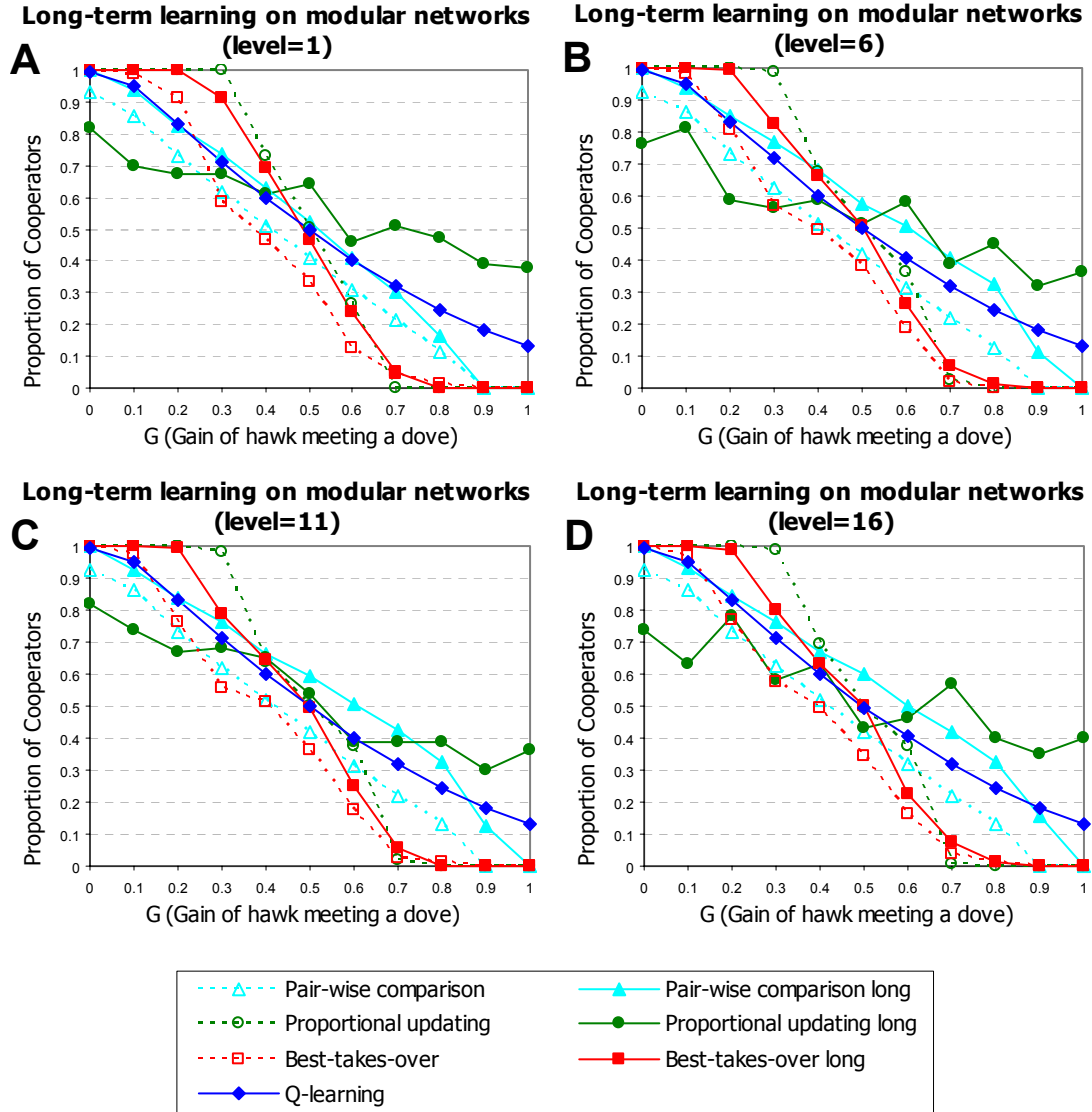 Long-term learning on modular networks
(level=1)
A
Proportion of Cooperators
1
0.9
0.8
0.7
0.6
0.5
0.4
0.3
0.2
0.1
0
0 0.1 0.2 0.3 0.4 0.5 0.6 0.7 0.8 0.9 1
G (Gain of hawk meeting a dove)
Long-term learning on modular networks
(level=6)
B
Proportion of Cooperators
1
0.9
0.8
0.7
0.6
0.5
0.4
0.3
0.2
0.1
0
0 0.1 0.2 0.3 0.4 0.5 0.6 0.7 0.8 0.9 1
G (Gain of hawk meeting a dove)
Long-term learning on modular networks
(level=11)
C
Proportion of Cooperators
1
0.9
0.8
0.7
0.6
0.5
0.4
0.3
0.2
0.1
0
0 0.1 0.2 0.3 0.4 0.5 0.6 0.7 0.8 0.9 1
G (Gain of hawk meeting a dove)
Long-term learning on modular networks
(level=16)
D
Proportion of Cooperators
1
0.9
0.8
0.7
0.6
0.5
0.4
0.3
0.2
0.1
0
0 0.1 0.2 0.3 0.4 0.5 0.6 0.7 0.8 0.9 1
G (Gain of hawk meeting a dove)
Pair-wise comparison
Pair-wise comparison long
Proportional updating
Proportional updating long
Best-takes-over
Best-takes-over long
Q-learning